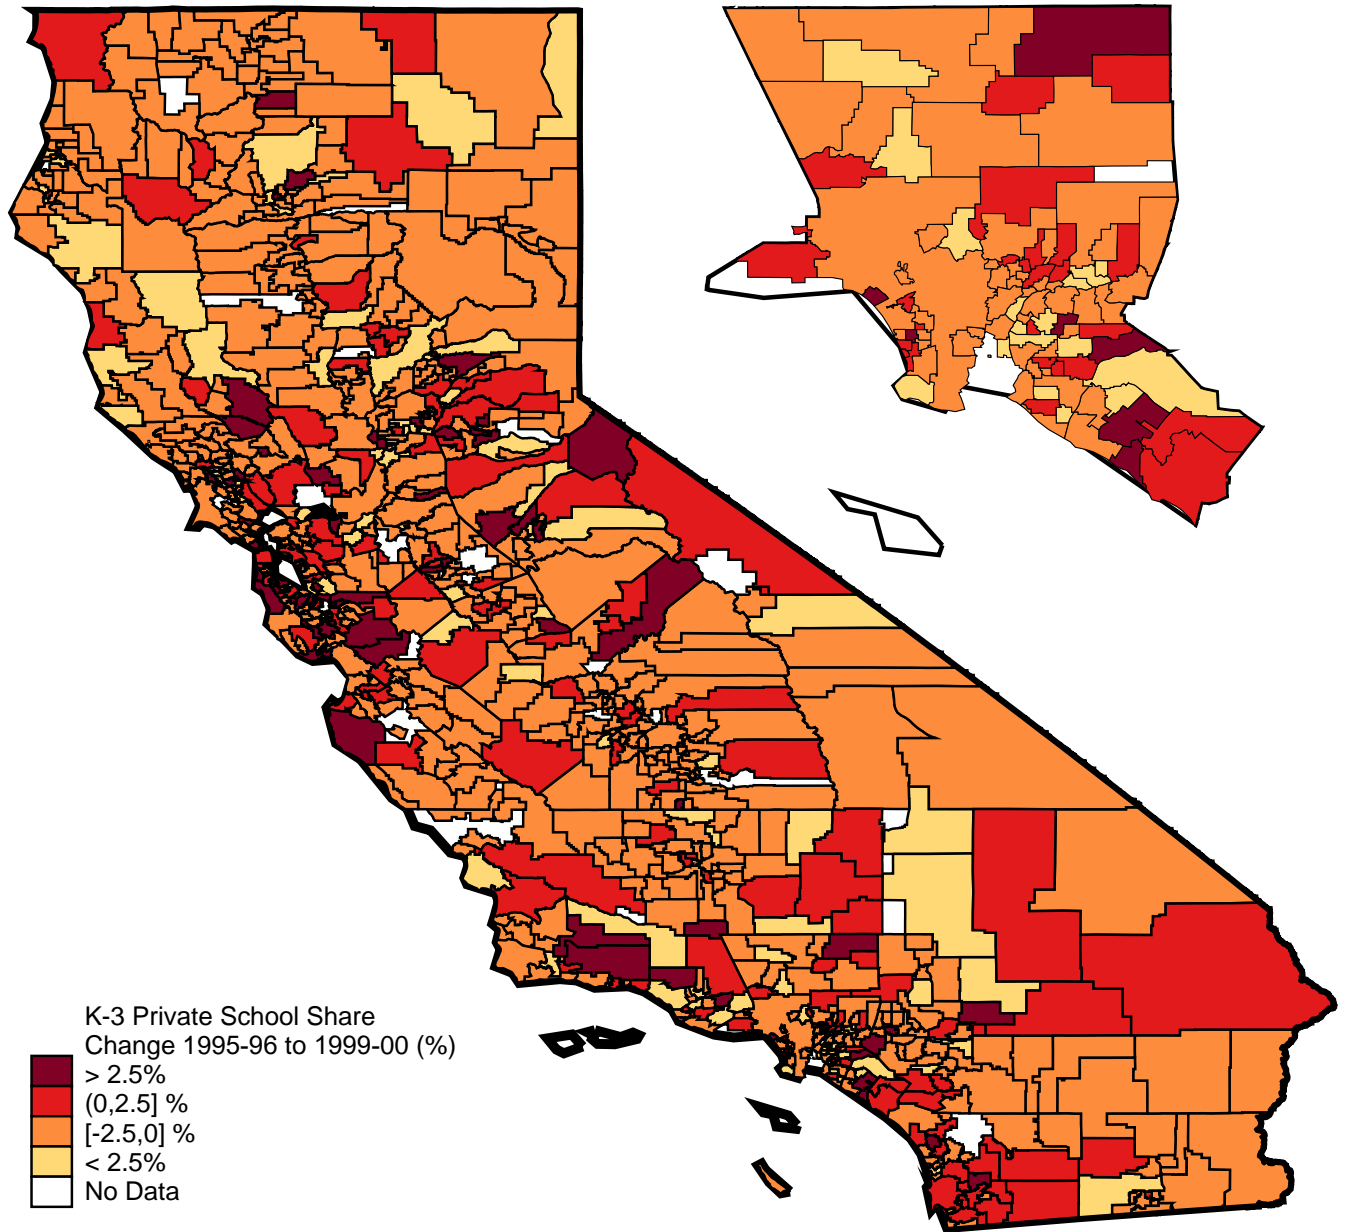 K-3 Private School Share
Change 1995-96 to 1999-00 (%)
> 2.5%
(0,2.5] %
[-2.5,0] %
< 2.5%
No Data